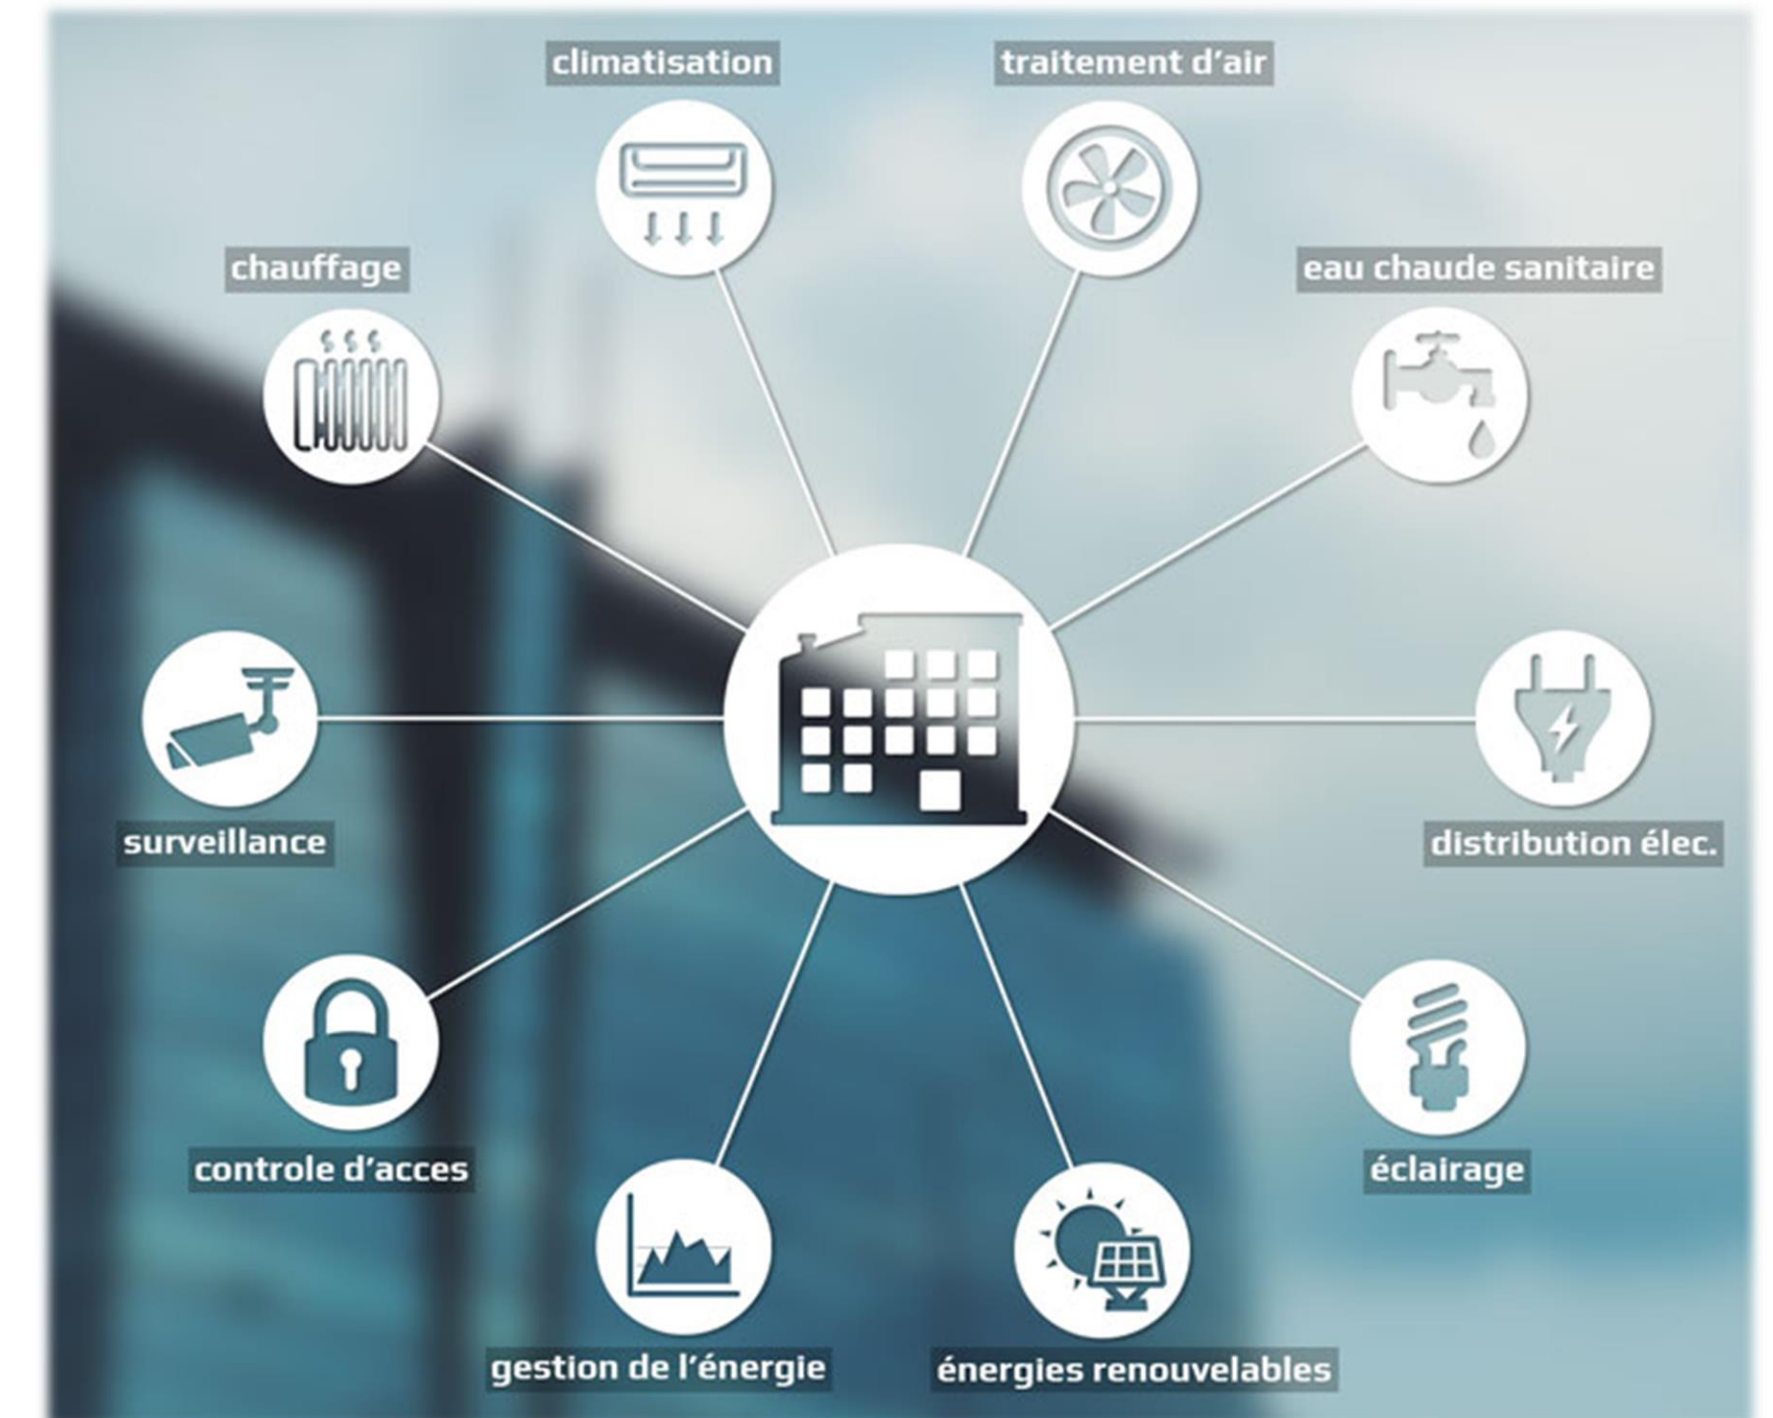 climatisation
traitement d'air
chauffage
eau chaude sanitaire
surveillance
distribution élec.
controle d'acces
éclairage
gestion de l'énergie
énergies renouvelables